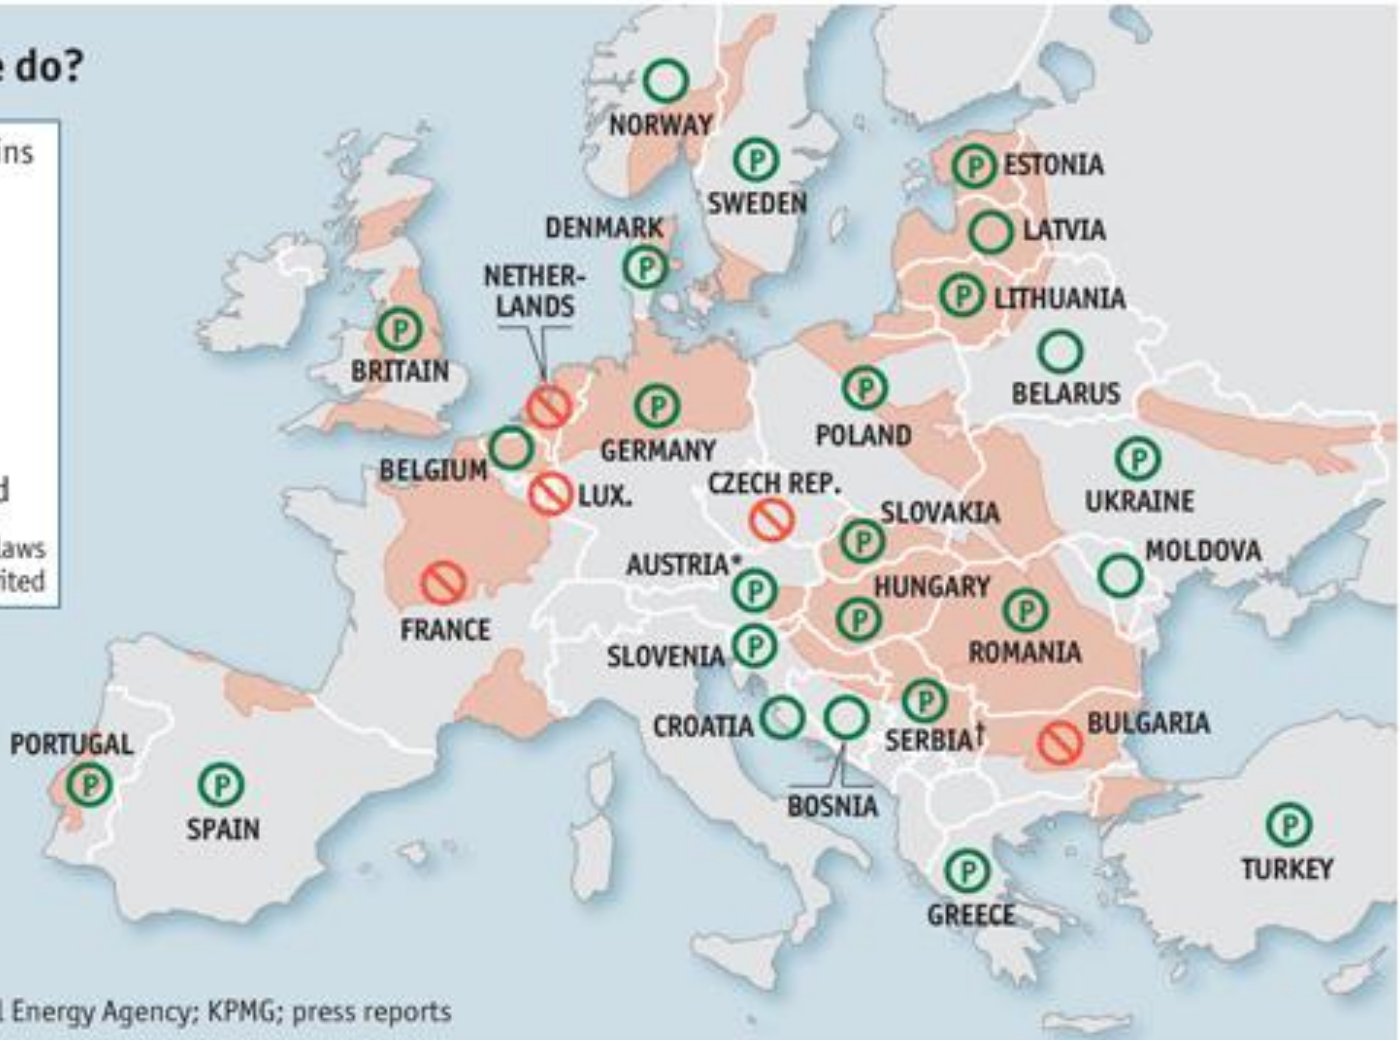 e do?
ins
d
laws
ited
NORWAY
P
SWEDEN
P
ESTONIA
LATVIA
P
LITHUANIA
BELARUS
DENMARK
P
NETHER-
LANDS
P
BRITAIN
P
GERMANY
P
POLAND
BELGIUM
LUX.
CZECH REP.
P
UKRAINE
SLOVAKIA
P
MOLDOVA
AUSTRIA*
P
HUNGARY
P
P
ROMANIA
FRANCE
SLOVENIA
P
CROATIA
BOSNIA
P
SERBIA†
BULGARIA
PORTUGAL
P
P
SPAIN
P
GREECE
P
TURKEY
l Energy Agency; KPMG; press reports